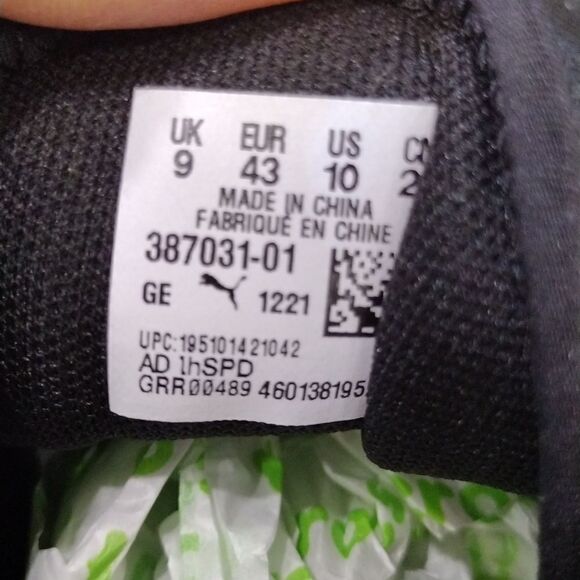 UK EUR US
9 43 10
MADE IN CHINA
FABRIQUE EN CHINE
387031-01
GE 1221
UPC:195101421042
AD 1hSPD
GRR00489 460138195